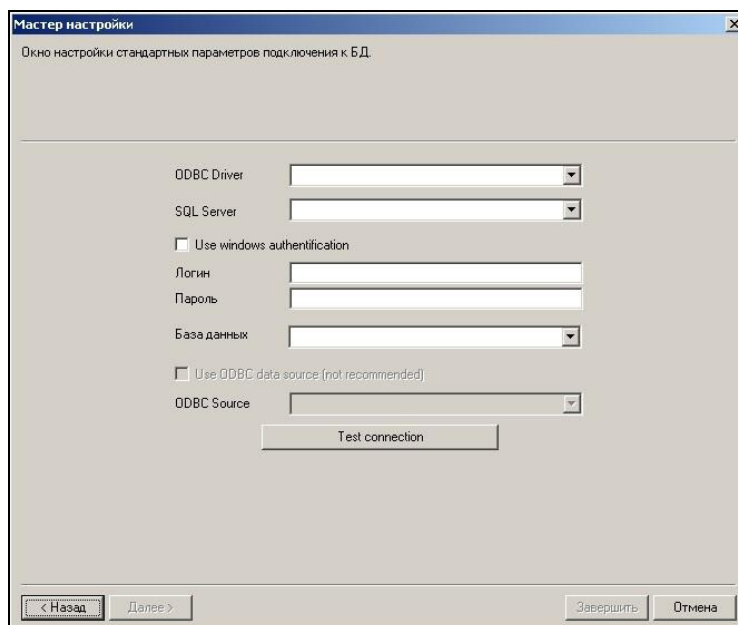 Мастер настройки
Окно настройки стандартных параметров подключения к БД.
ODBC Driver
SQL Server
Use windows authentification
Логин
Пароль
База данных
Use ODBC data source (not recommended)
ODBC Source
Test connection
< Назад Далее > Завершить Отмена